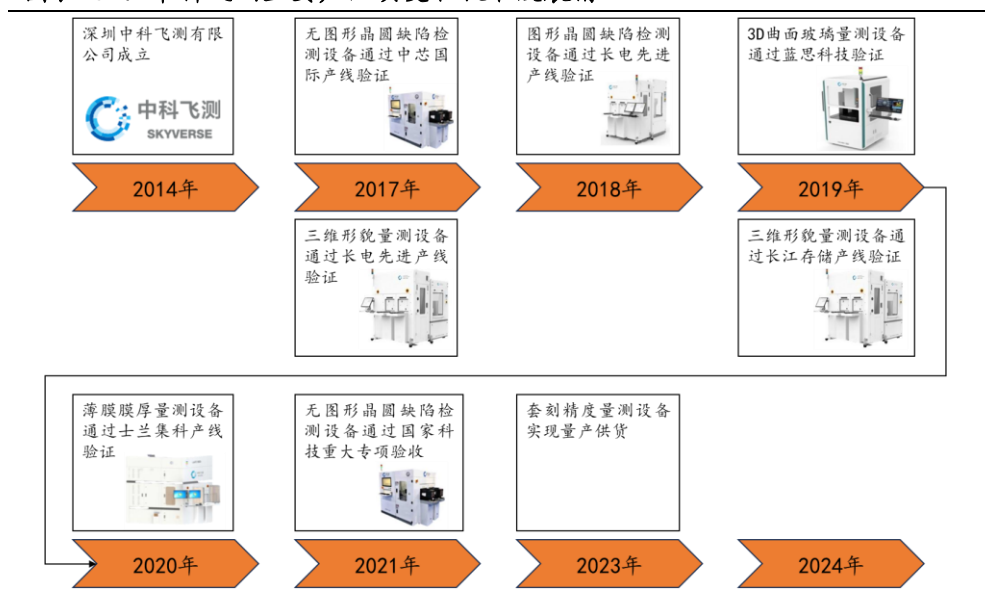 深圳中科飞测有限
公司成立
中科飞测
SKYVERSE
无图形晶圆缺陷检
测设备通过中芯国
际产线验证
图形晶圆缺陷检测
设备通过长电先进
产线验证
3D曲面玻璃量测设备
通过蓝思科技验证
2014年
2017年
2018年
2019年
三维形貌量测设备
通过长电先进产线
验证
三维形貌量测设备通
过长江存储产线验证
薄膜膜厚量测设备
通过士兰集科产线
验证
无图形晶圆缺陷检
测设备通过国家科
技重大专项验收
套刻精度量测设备
实现量产供货
2020年
2021年
2023年
2024年